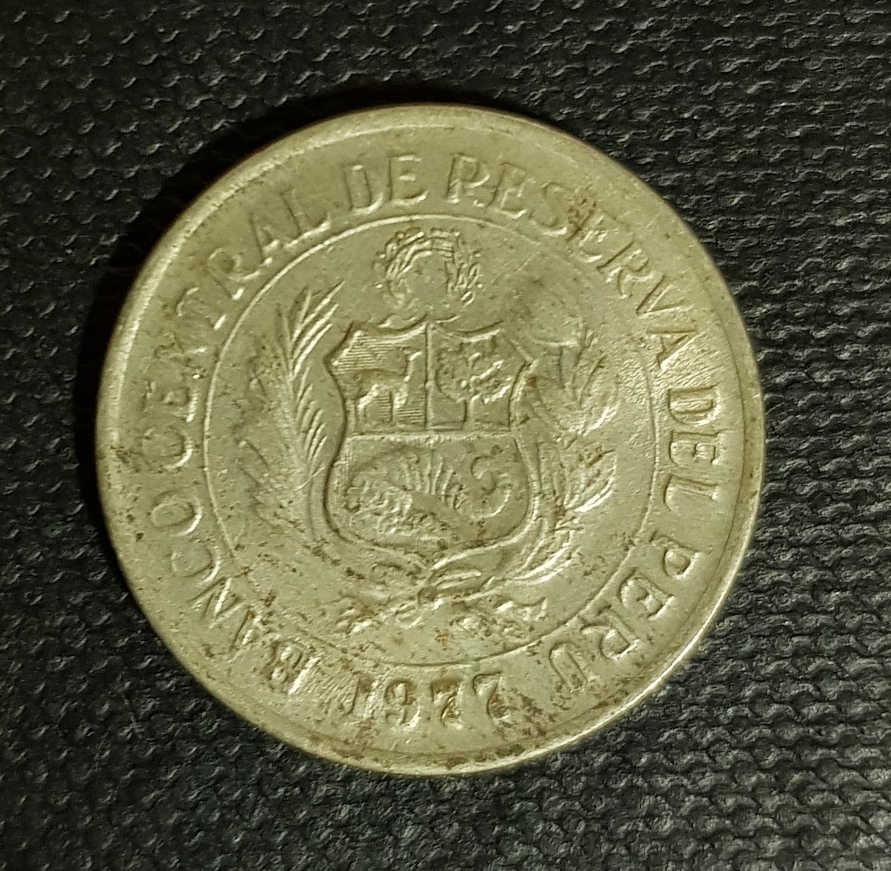 BANCO CENTRAL DE RESERVA DEL PERU
1977